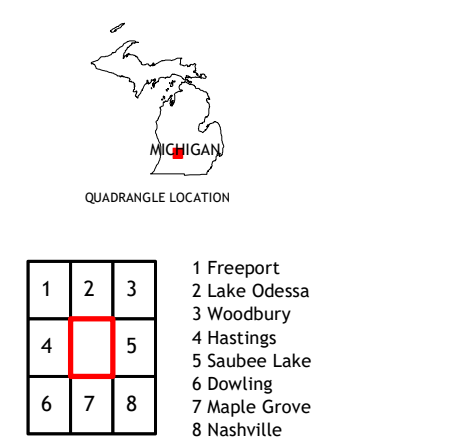 MICHIGAN
QUADRANGLE LOCATION
1 2 3
4 5
6 7 8
1 Freeport
2 Lake Odessa
3 Woodbury
4 Hastings
5 Saubee Lake
6 Dowling
7 Maple Grove
8 Nashville